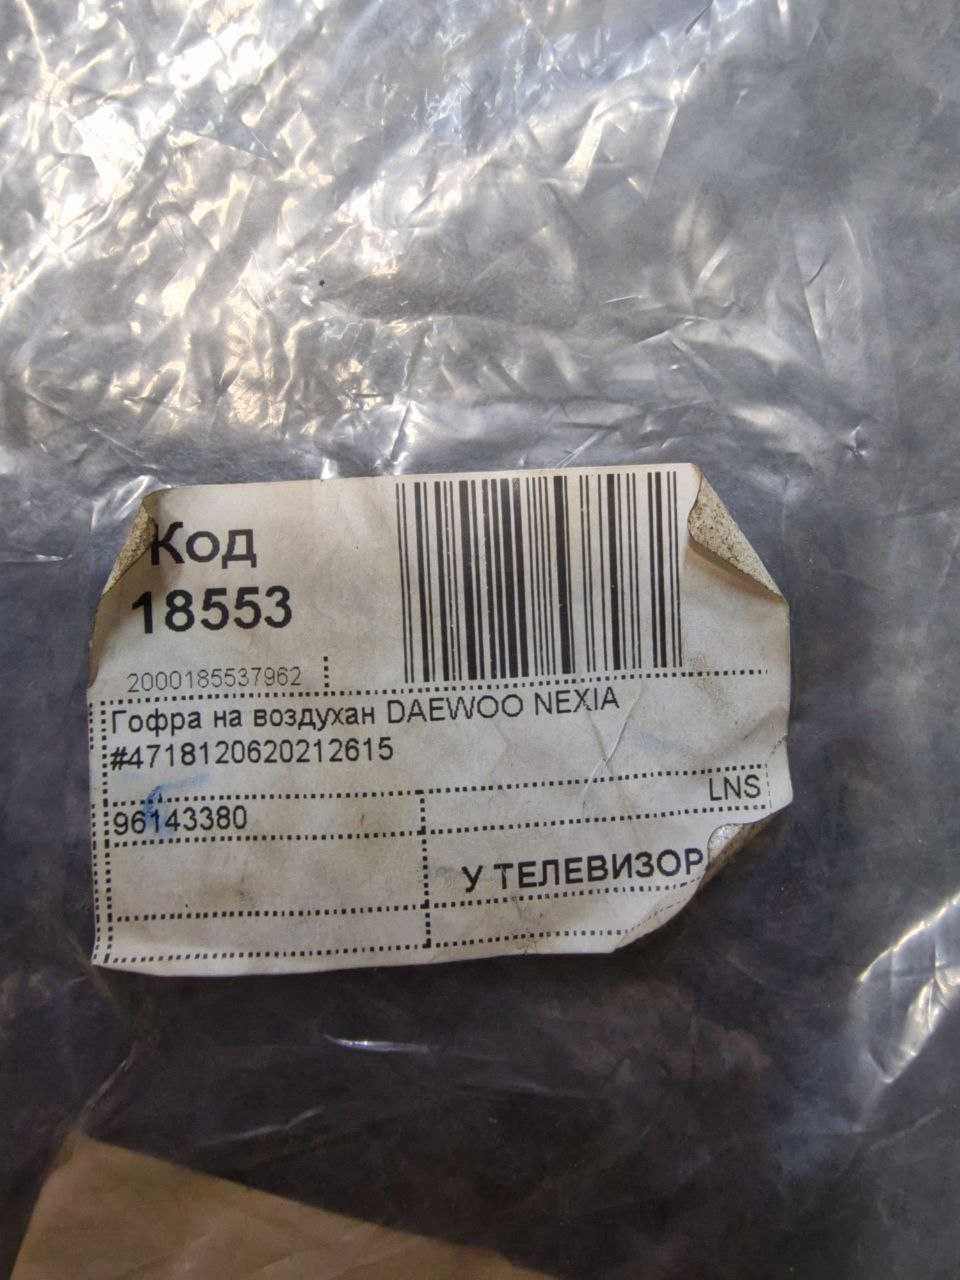 Код
18553
2000185537962
Гофра на воздухан DAEWOO NEXIA
#4718120620212615
LNS
96143380
У ТЕЛЕВИЗОР